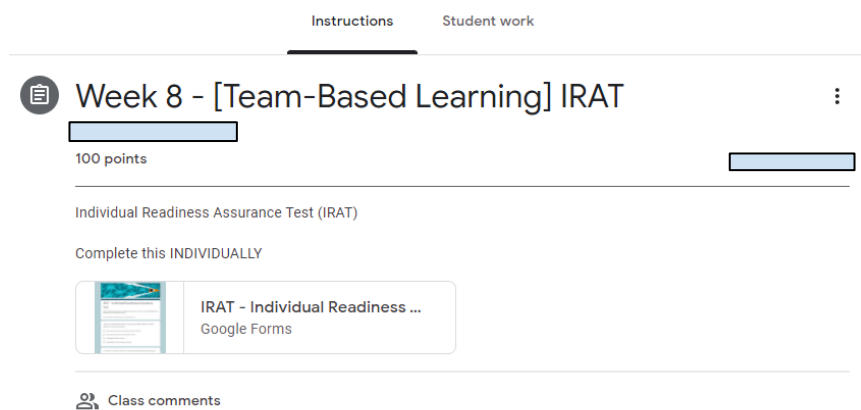 Instructions Student work
Week 8 - [Team-Based Learning] IRAT
100 points
Individual Readiness Assurance Test (IRAT)
Complete this INDIVIDUALLY
IRAT - Individual Readiness ...
Google Forms
Class comments